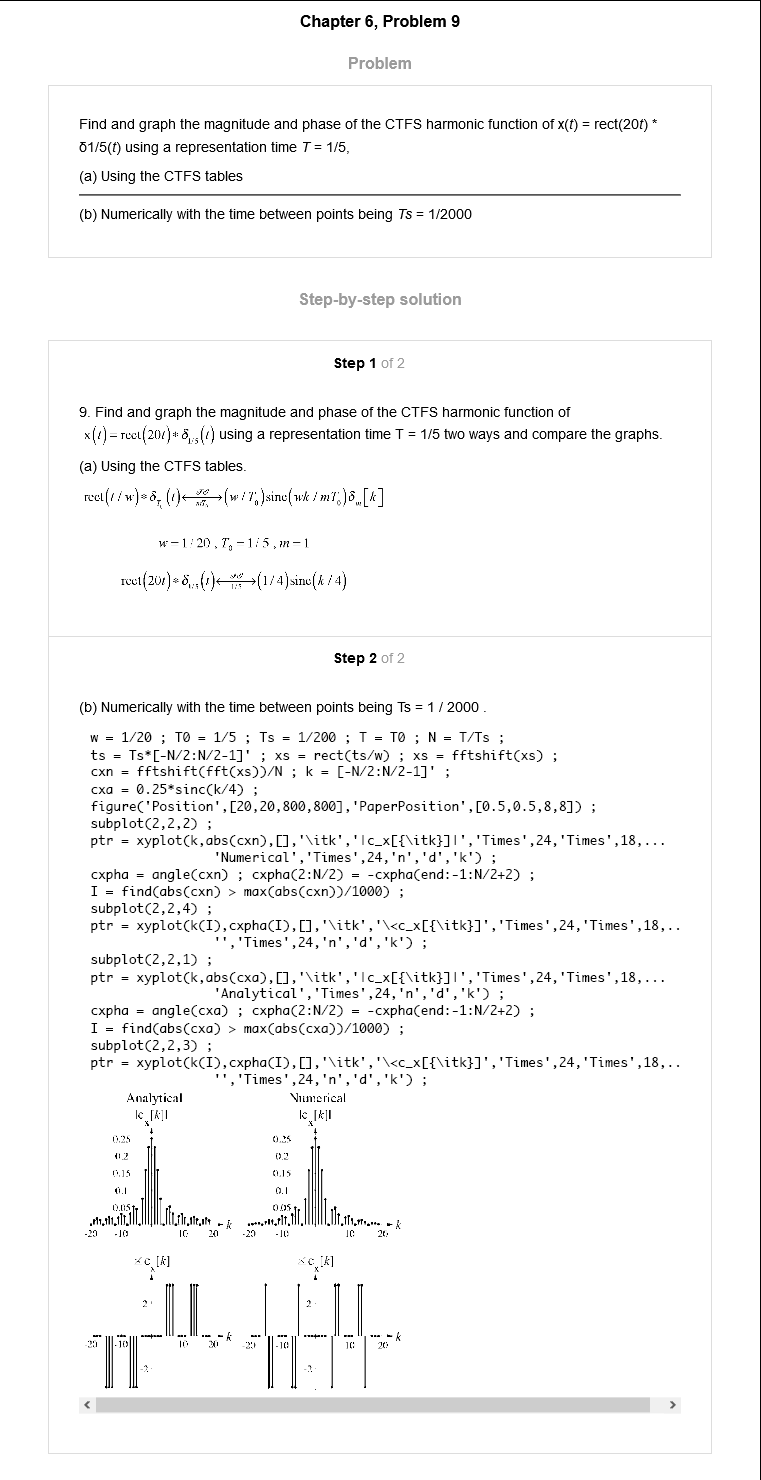 Chapter 6, Problem 9
Problem
Find and graph the magnitude and phase of the CTFS harmonic function of x(t) = rect(20t) *
δ1/5(t) using a representation time T = 1/5,
(a) Using the CTFS tables
(b) Numerically with the time between points being Ts = 1/2000
Step-by-step solution
Step 1 of 2
9. Find and graph the magnitude and phase of the CTFS harmonic function of
x(t) = rect(20t) * δ_{1/5}(t) using a representation time T = 1/5 two ways and compare the graphs.
(a) Using the CTFS tables.
rect(t / w) * δ_{T_0}(t) ←FS/mT_0→ (w / T_0)sinc(wk / mT_0)δ_m[k]
w = 1/20 , T_0 = 1/5 , m = 1
rect(20t) * δ_{1/5}(t) ←FS/1/5→ (1/4)sinc(k / 4)
Step 2 of 2
(b) Numerically with the time between points being Ts = 1 / 2000 .
w = 1/20 ; T0 = 1/5 ; Ts = 1/200 ; T = T0 ; N = T/Ts ;
ts = Ts*[-N/2:N/2-1]' ; xs = rect(ts/w) ; xs = fftshift(xs) ;
cxn = fftshift(fft(xs))/N ; k = [-N/2:N/2-1]' ;
cxa = 0.25*sinc(k/4) ;
figure('Position',[20,20,800,800],'PaperPosition',[0.5,0.5,8,8]) ;
subplot(2,2,2) ;
ptr = xyplot(k,abs(cxn),[],'\itk','|c_x[{\itk}]|','Times',24,'Times',18,...
'Numerical','Times',24,'n','d','k') ;
cxpha = angle(cxn) ; cxpha(2:N/2) = -cxpha(end:-1:N/2+2) ;
I = find(abs(cxn) > max(abs(cxn))/1000) ;
subplot(2,2,4) ;
ptr = xyplot(k(I),cxpha(I),[],'\itk','\<c_x[{\itk}]','Times',24,'Times',18,..
'','Times',24,'n','d','k') ;
subplot(2,2,1) ;
ptr = xyplot(k,abs(cxa),[],'\itk','|c_x[{\itk}]|','Times',24,'Times',18,...
'Analytical','Times',24,'n','d','k') ;
cxpha = angle(cxa) ; cxpha(2:N/2) = -cxpha(end:-1:N/2+2) ;
I = find(abs(cxa) > max(abs(cxa))/1000) ;
subplot(2,2,3) ;
ptr = xyplot(k(I),cxpha(I),[],'\itk','\<c_x[{\itk}]','Times',24,'Times',18,..
'','Times',24,'n','d','k') ;
Analytical Numerical
|c_x[k]| |c_x[k]|
0.25 0.25
0.2 0.2
0.15 0.15
0.1 0.1
0.05 0.05
-20 -10 10 20 k -20 -10 10 20 k
∠c_x[k] ∠c_x[k]
2 2
-20 -10 10 20 k -20 -10 10 20 k
-2 -2